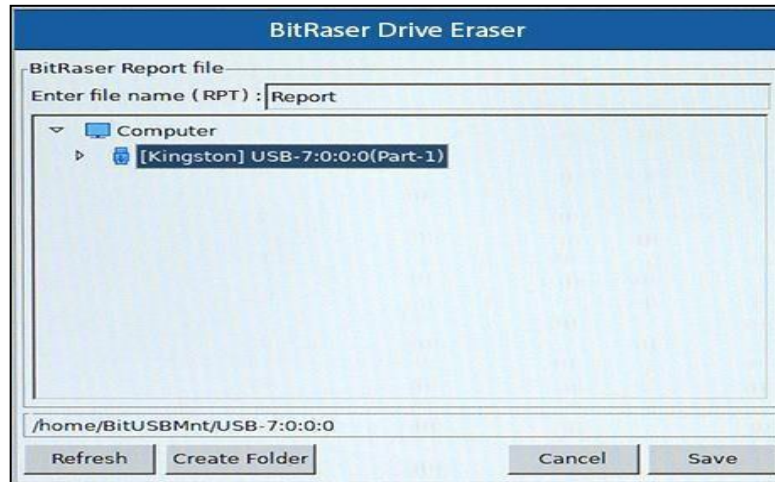 BitRaser Drive Eraser
BitRaser Report file
Enter file name (RPT) : Report
Computer
[Kingston] USB-7:0:0:0(Part-1)
/home/BitUSBMnt/USB-7:0:0:0
Refresh Create Folder Cancel Save